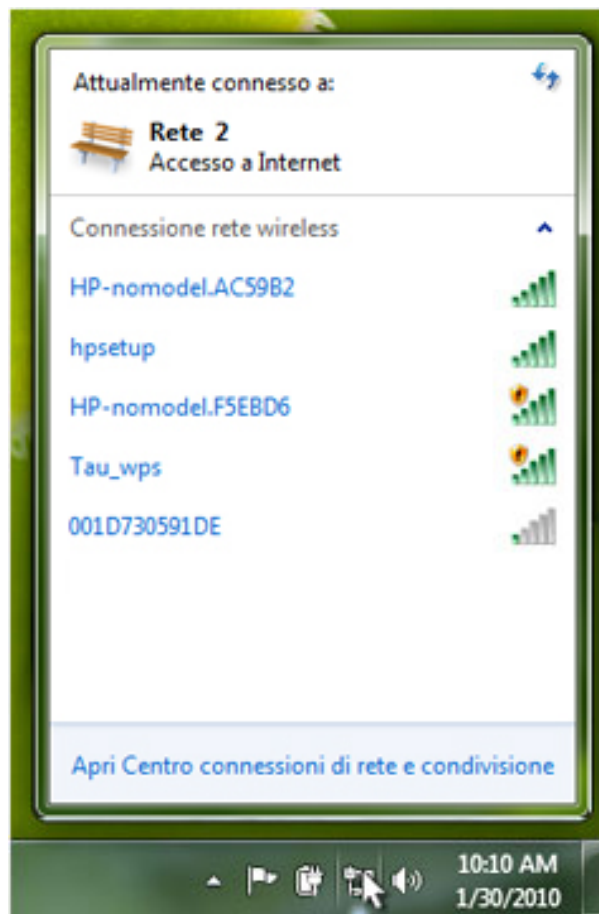 Attualmente connesso a:
Rete 2
Accesso a Internet
Connessione rete wireless
HP-nomodel.AC59B2
hpsetup
HP-nomodel.F5EBD6
Tau_wps
001D730591DE
Apri Centro connessioni di rete e condivisione
10:10 AM
1/30/2010